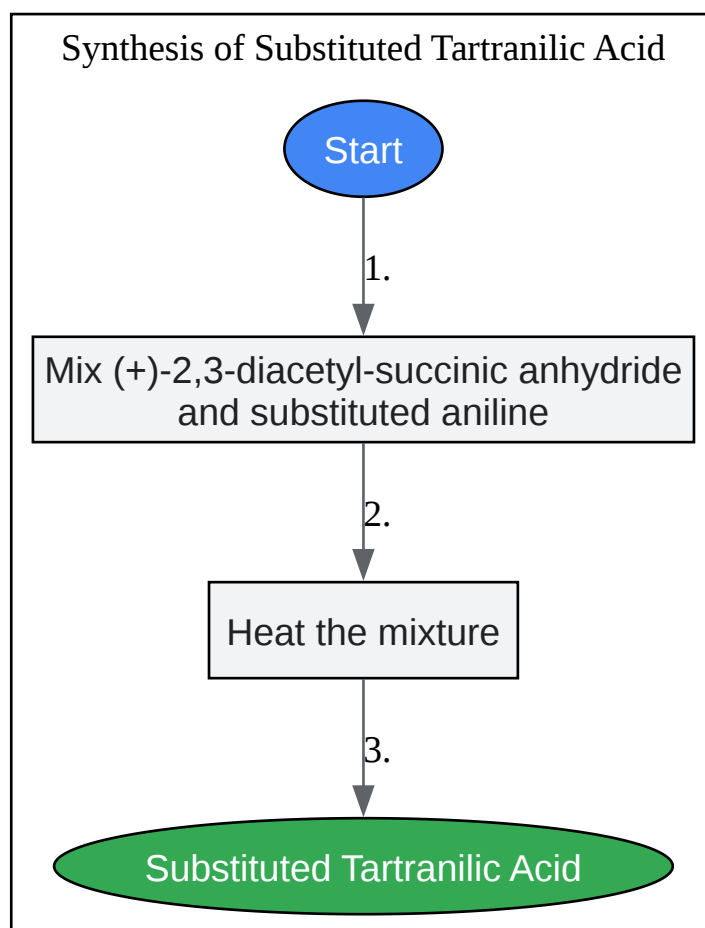 Synthesis of Substituted Tartranilic Acid
Start
1.
Mix (+)-2,3-diacetyl-succinic anhydride
and substituted aniline
2.
Heat the mixture
3.
Substituted Tartranilic Acid